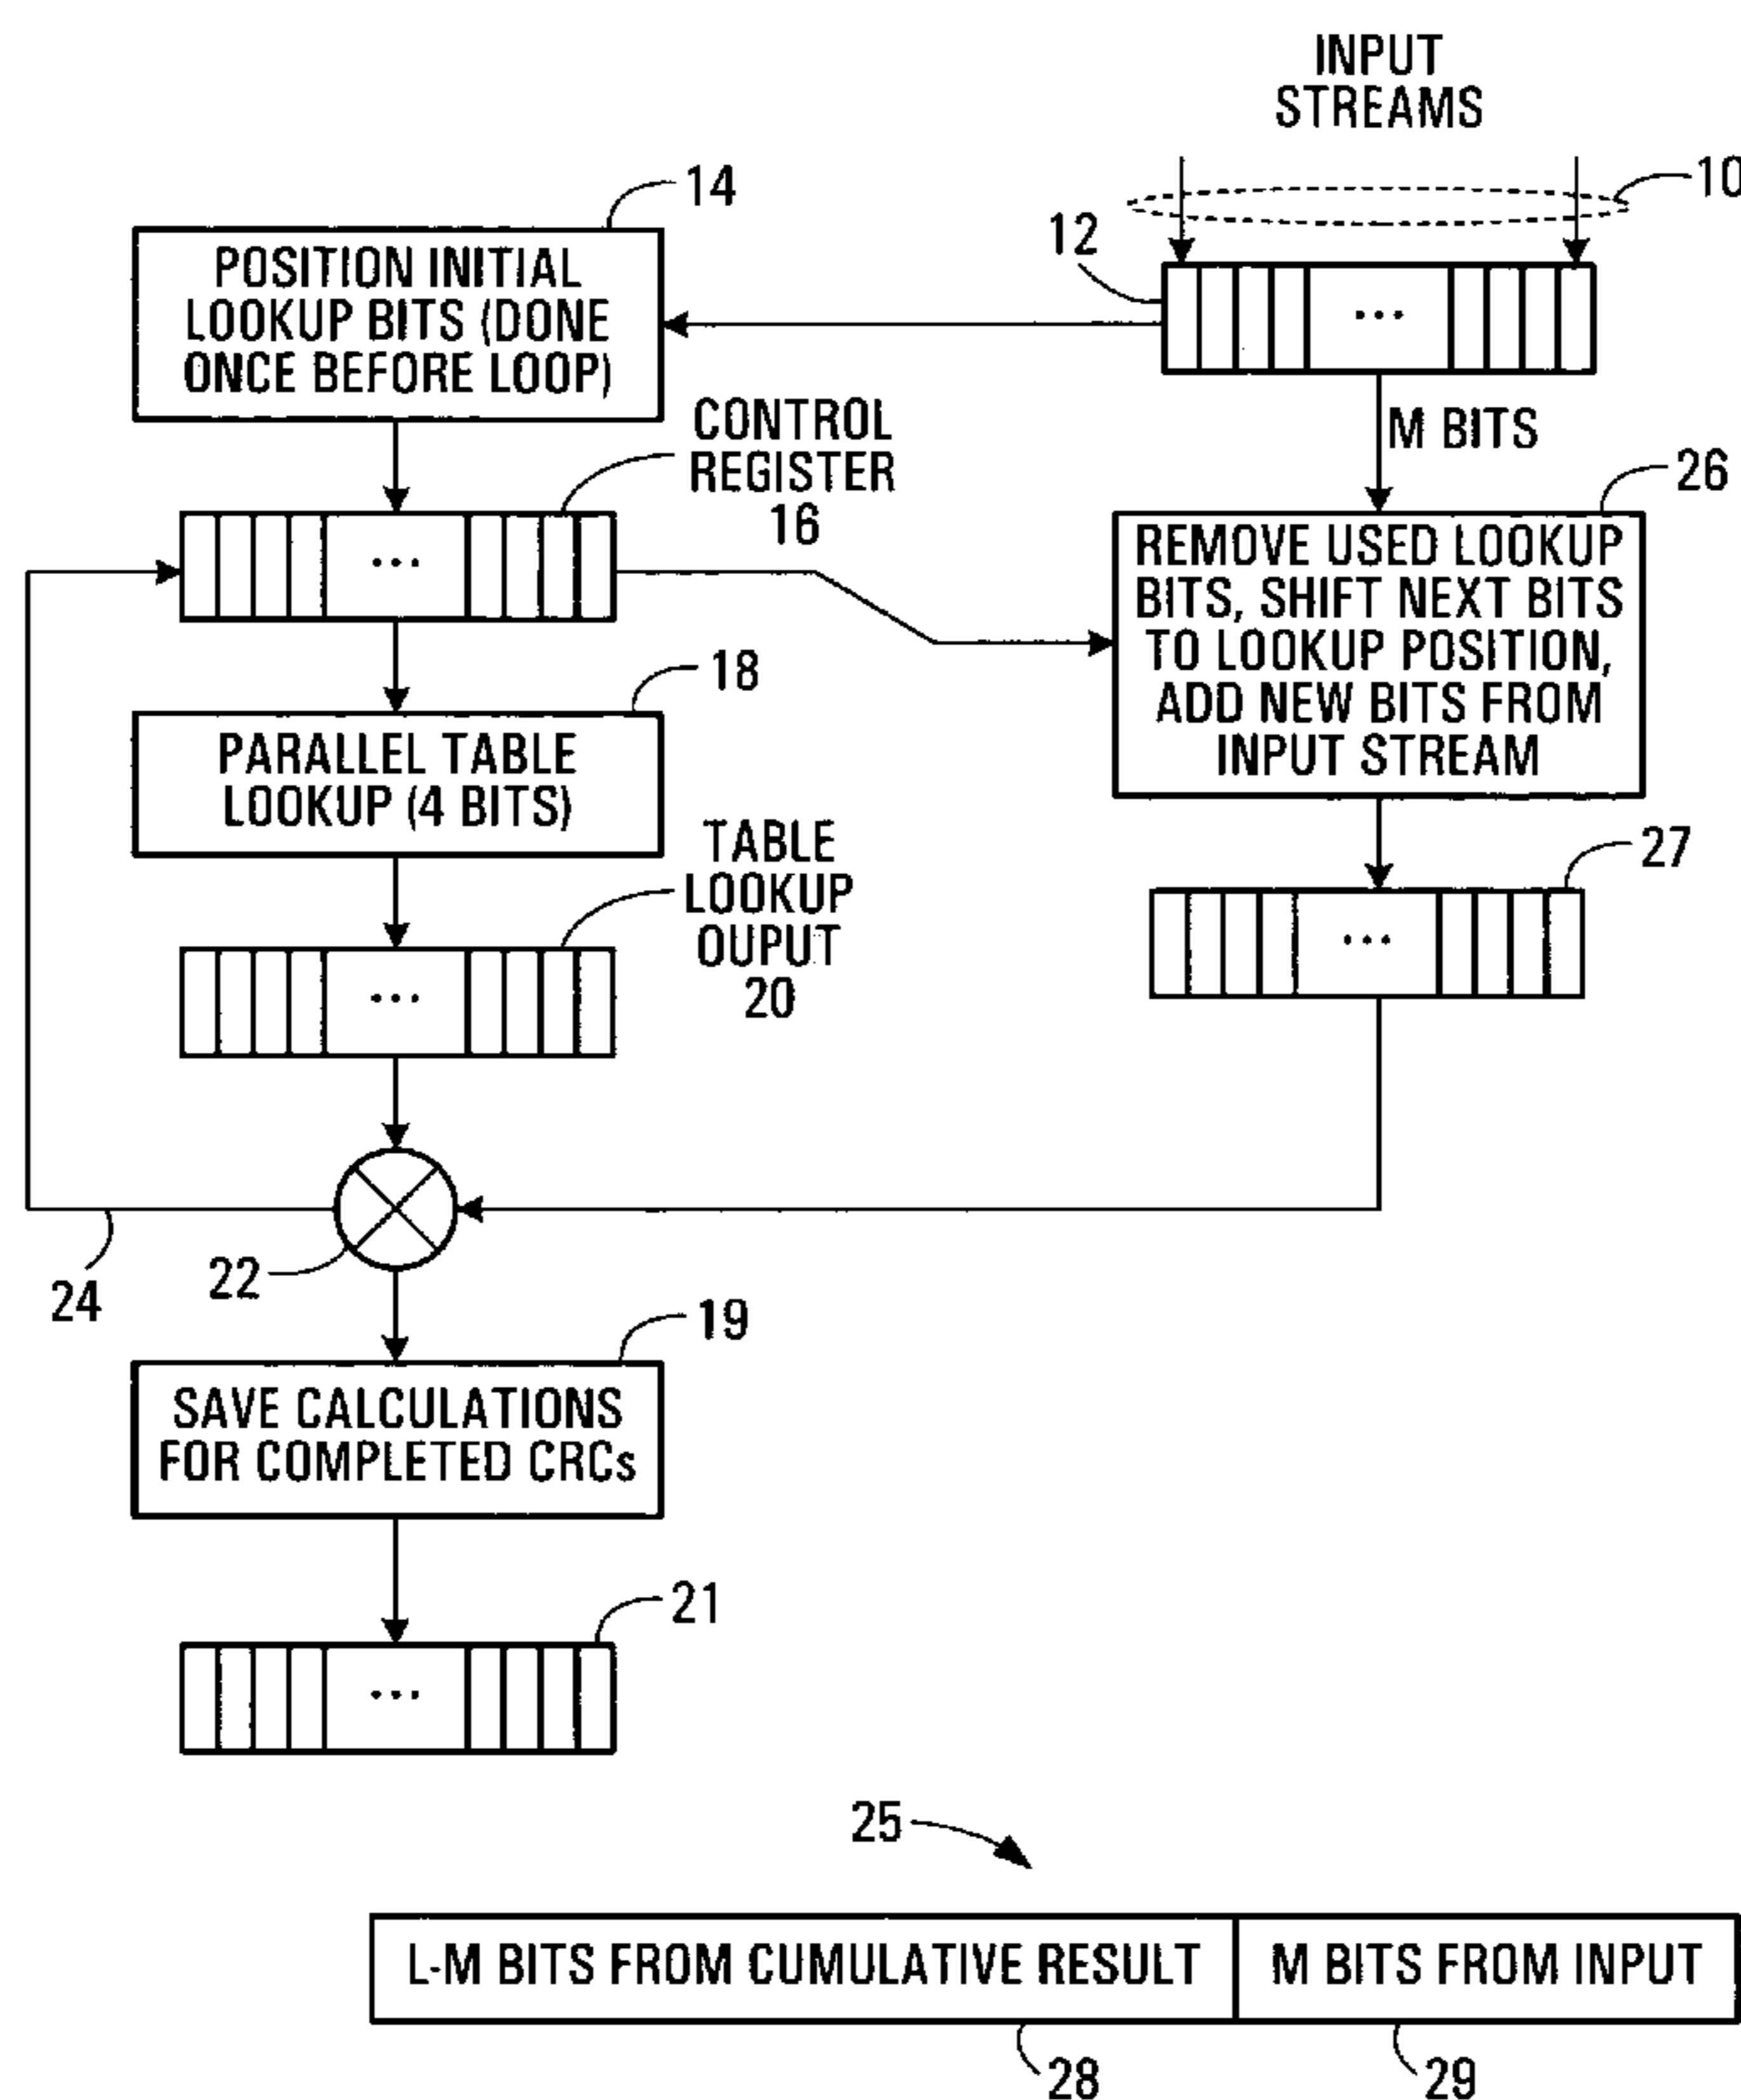 INPUT
STREAMS
10
12
14
POSITION INITIAL
LOOKUP BITS (DONE
ONCE BEFORE LOOP)
M BITS
CONTROL
REGISTER
16
26
REMOVE USED LOOKUP
BITS, SHIFT NEXT BITS
TO LOOKUP POSITION,
ADD NEW BITS FROM
INPUT STREAM
18
PARALLEL TABLE
LOOKUP (4 BITS)
TABLE
LOOKUP
OUPUT
20
27
22
24
19
SAVE CALCULATIONS
FOR COMPLETED CRCs
21
25
L-M BITS FROM CUMULATIVE RESULT
M BITS FROM INPUT
28
29